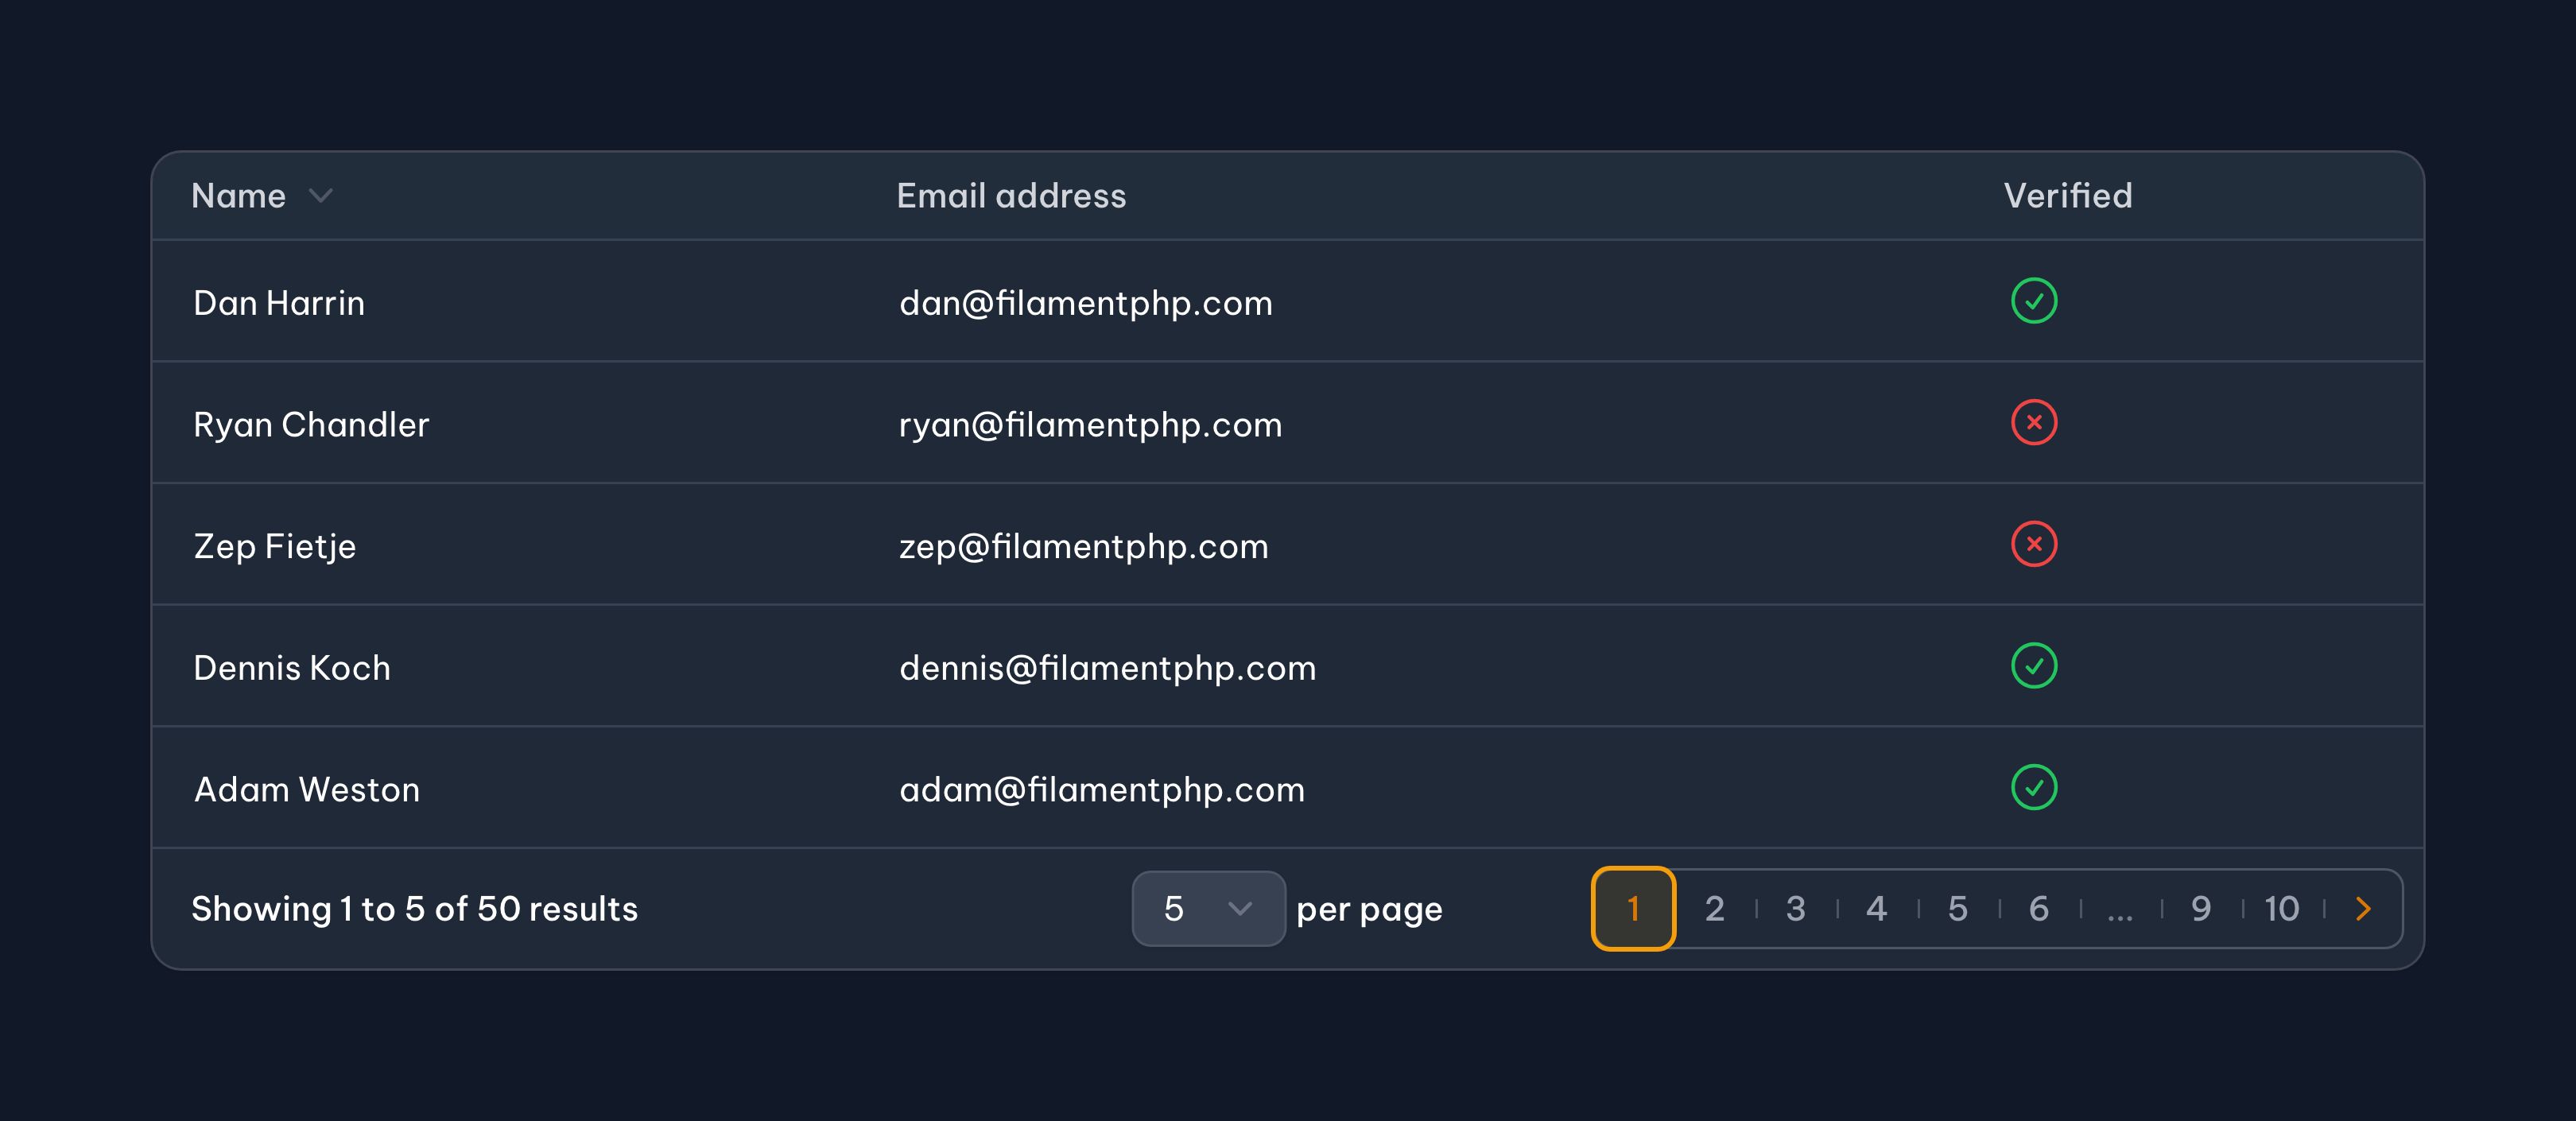 Name Email address Verified
Dan Harrin dan@filamentphp.com
Ryan Chandler ryan@filamentphp.com
Zep Fietje zep@filamentphp.com
Dennis Koch dennis@filamentphp.com
Adam Weston adam@filamentphp.com
Showing 1 to 5 of 50 results 5 per page 1 2 3 4 5 6 ... 9 10